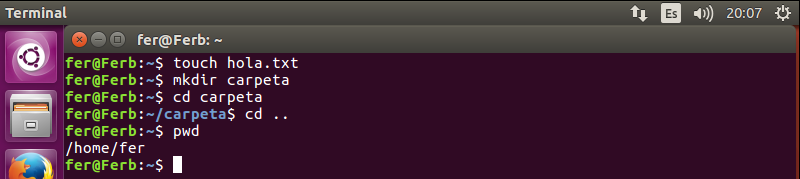 Terminal Es 20:07
fer@Ferb: ~
fer@Ferb:~$ touch hola.txt
fer@Ferb:~$ mkdir carpeta
fer@Ferb:~$ cd carpeta
fer@Ferb:~/carpeta$ cd ..
fer@Ferb:~$ pwd
/home/fer
fer@Ferb:~$